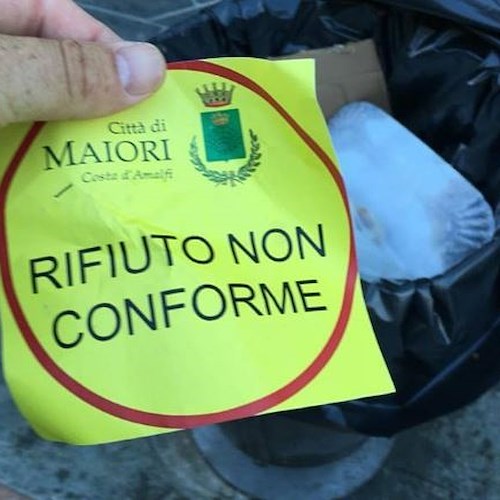 Città di
MAIORI
Costa d'Amalfi
RIFIUTO NON
CONFORME